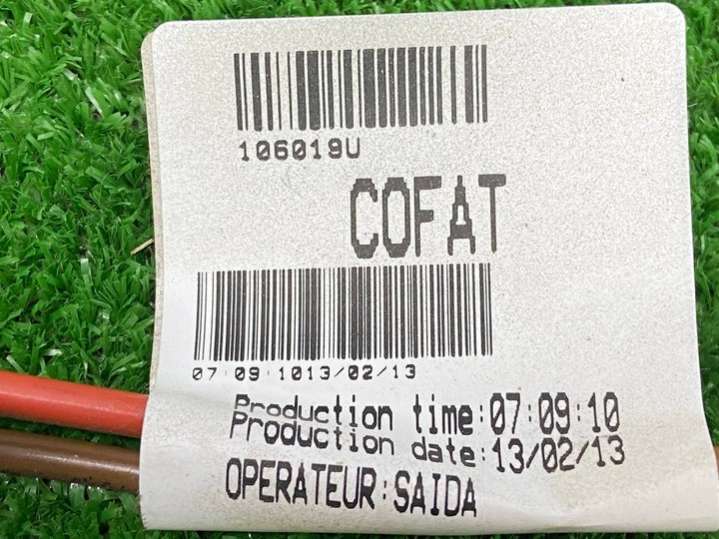 106019U
COFAT
07:09:1013/02/13
Production time:07:09:10
Production date:13/02/13
OPERATEUR:SAIDA